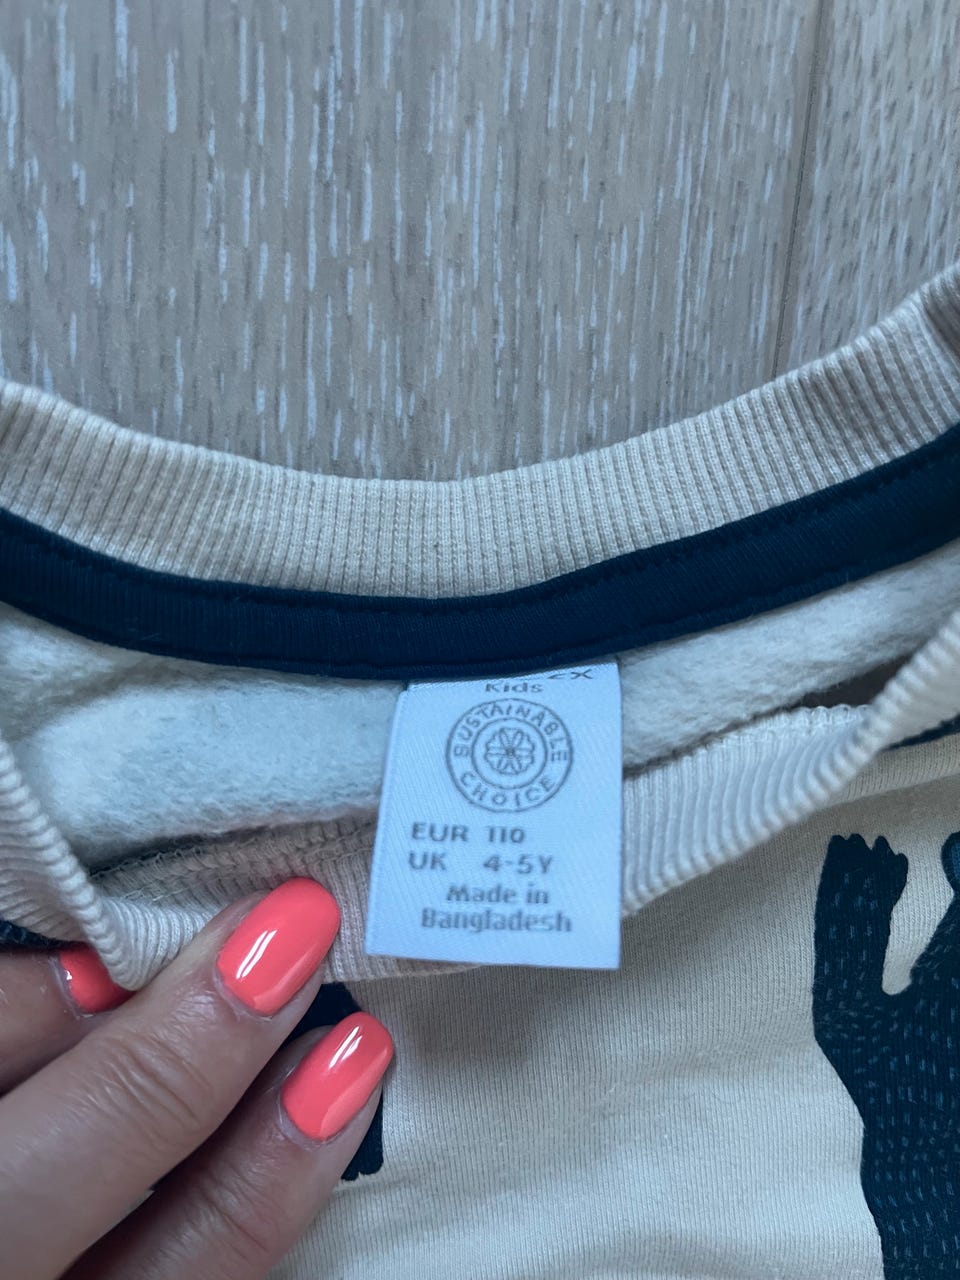 Kids
SUSTAINABLE
CHOICE
EUR 110
UK 4-5Y
Made in
Bangladesh